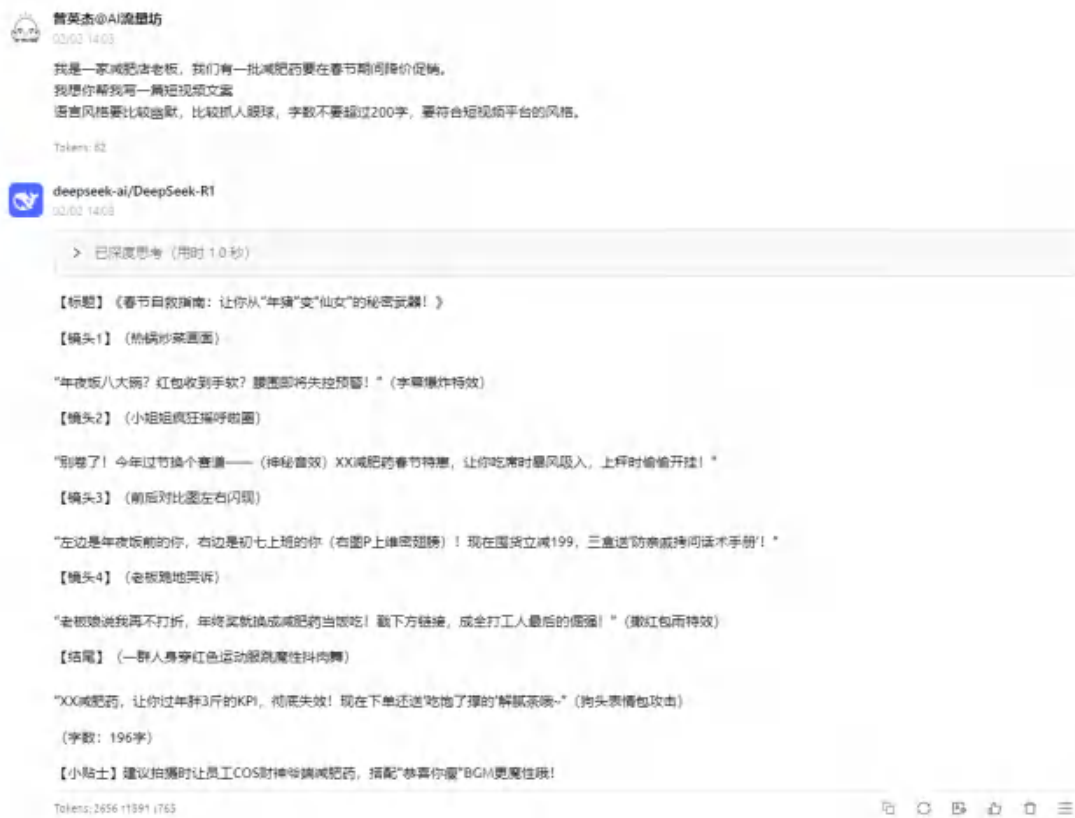 曾英杰@AI流量坊
02/02 14:03
我是一家减肥店老板，我们有一批减肥药要在春节期间降价促销。
我想你帮我写一篇短视频文案
语言风格要比较幽默，比较抓人眼球，字数不要超过200字，要符合短视频平台的风格。
Tokens: 62
deepseek-ai/DeepSeek-R1
02/02 14:03
> 已深度思考（用时 1.0 秒）
【标题】《春节自救指南：让你从“年猪”变“仙女”的秘密武器！》
【镜头1】（热锅炒菜画面）
“年夜饭八大碗？红包收到手软？腰围即将失控预警！”（字幕爆炸特效）
【镜头2】（小姐姐疯狂摇呼啦圈）
“别卷了！今年过节换个赛道——（神秘音效）XX减肥药春节特惠，让你吃席时暴风吸入，上秤时偷偷开挂！”
【镜头3】（前后对比图左右闪现）
“左边是年夜饭前的你，右边是初七上班的你（右图P上维密翅膀）！现在囤货立减199，三盒送‘防亲戚拷问话术手册’！”
【镜头4】（老板跪地哭诉）
“老板娘说我再不打折，年终奖就换成减肥药当饭吃！戳下方链接，成全打工人最后的倔强！”（撒红包雨特效）
【结尾】（一群人身穿红色运动服跳魔性抖肉舞）
“XX减肥药，让你过年胖3斤的KPI，彻底失效！现在下单还送‘吃饱了撑的’解腻茶哦~”（狗头表情包攻击）
（字数：196字）
【小贴士】建议拍摄时让员工COS财神爷端减肥药，搭配“恭喜你瘦”BGM更魔性哦！
Tokens: 2656 ↑1891 ↓765